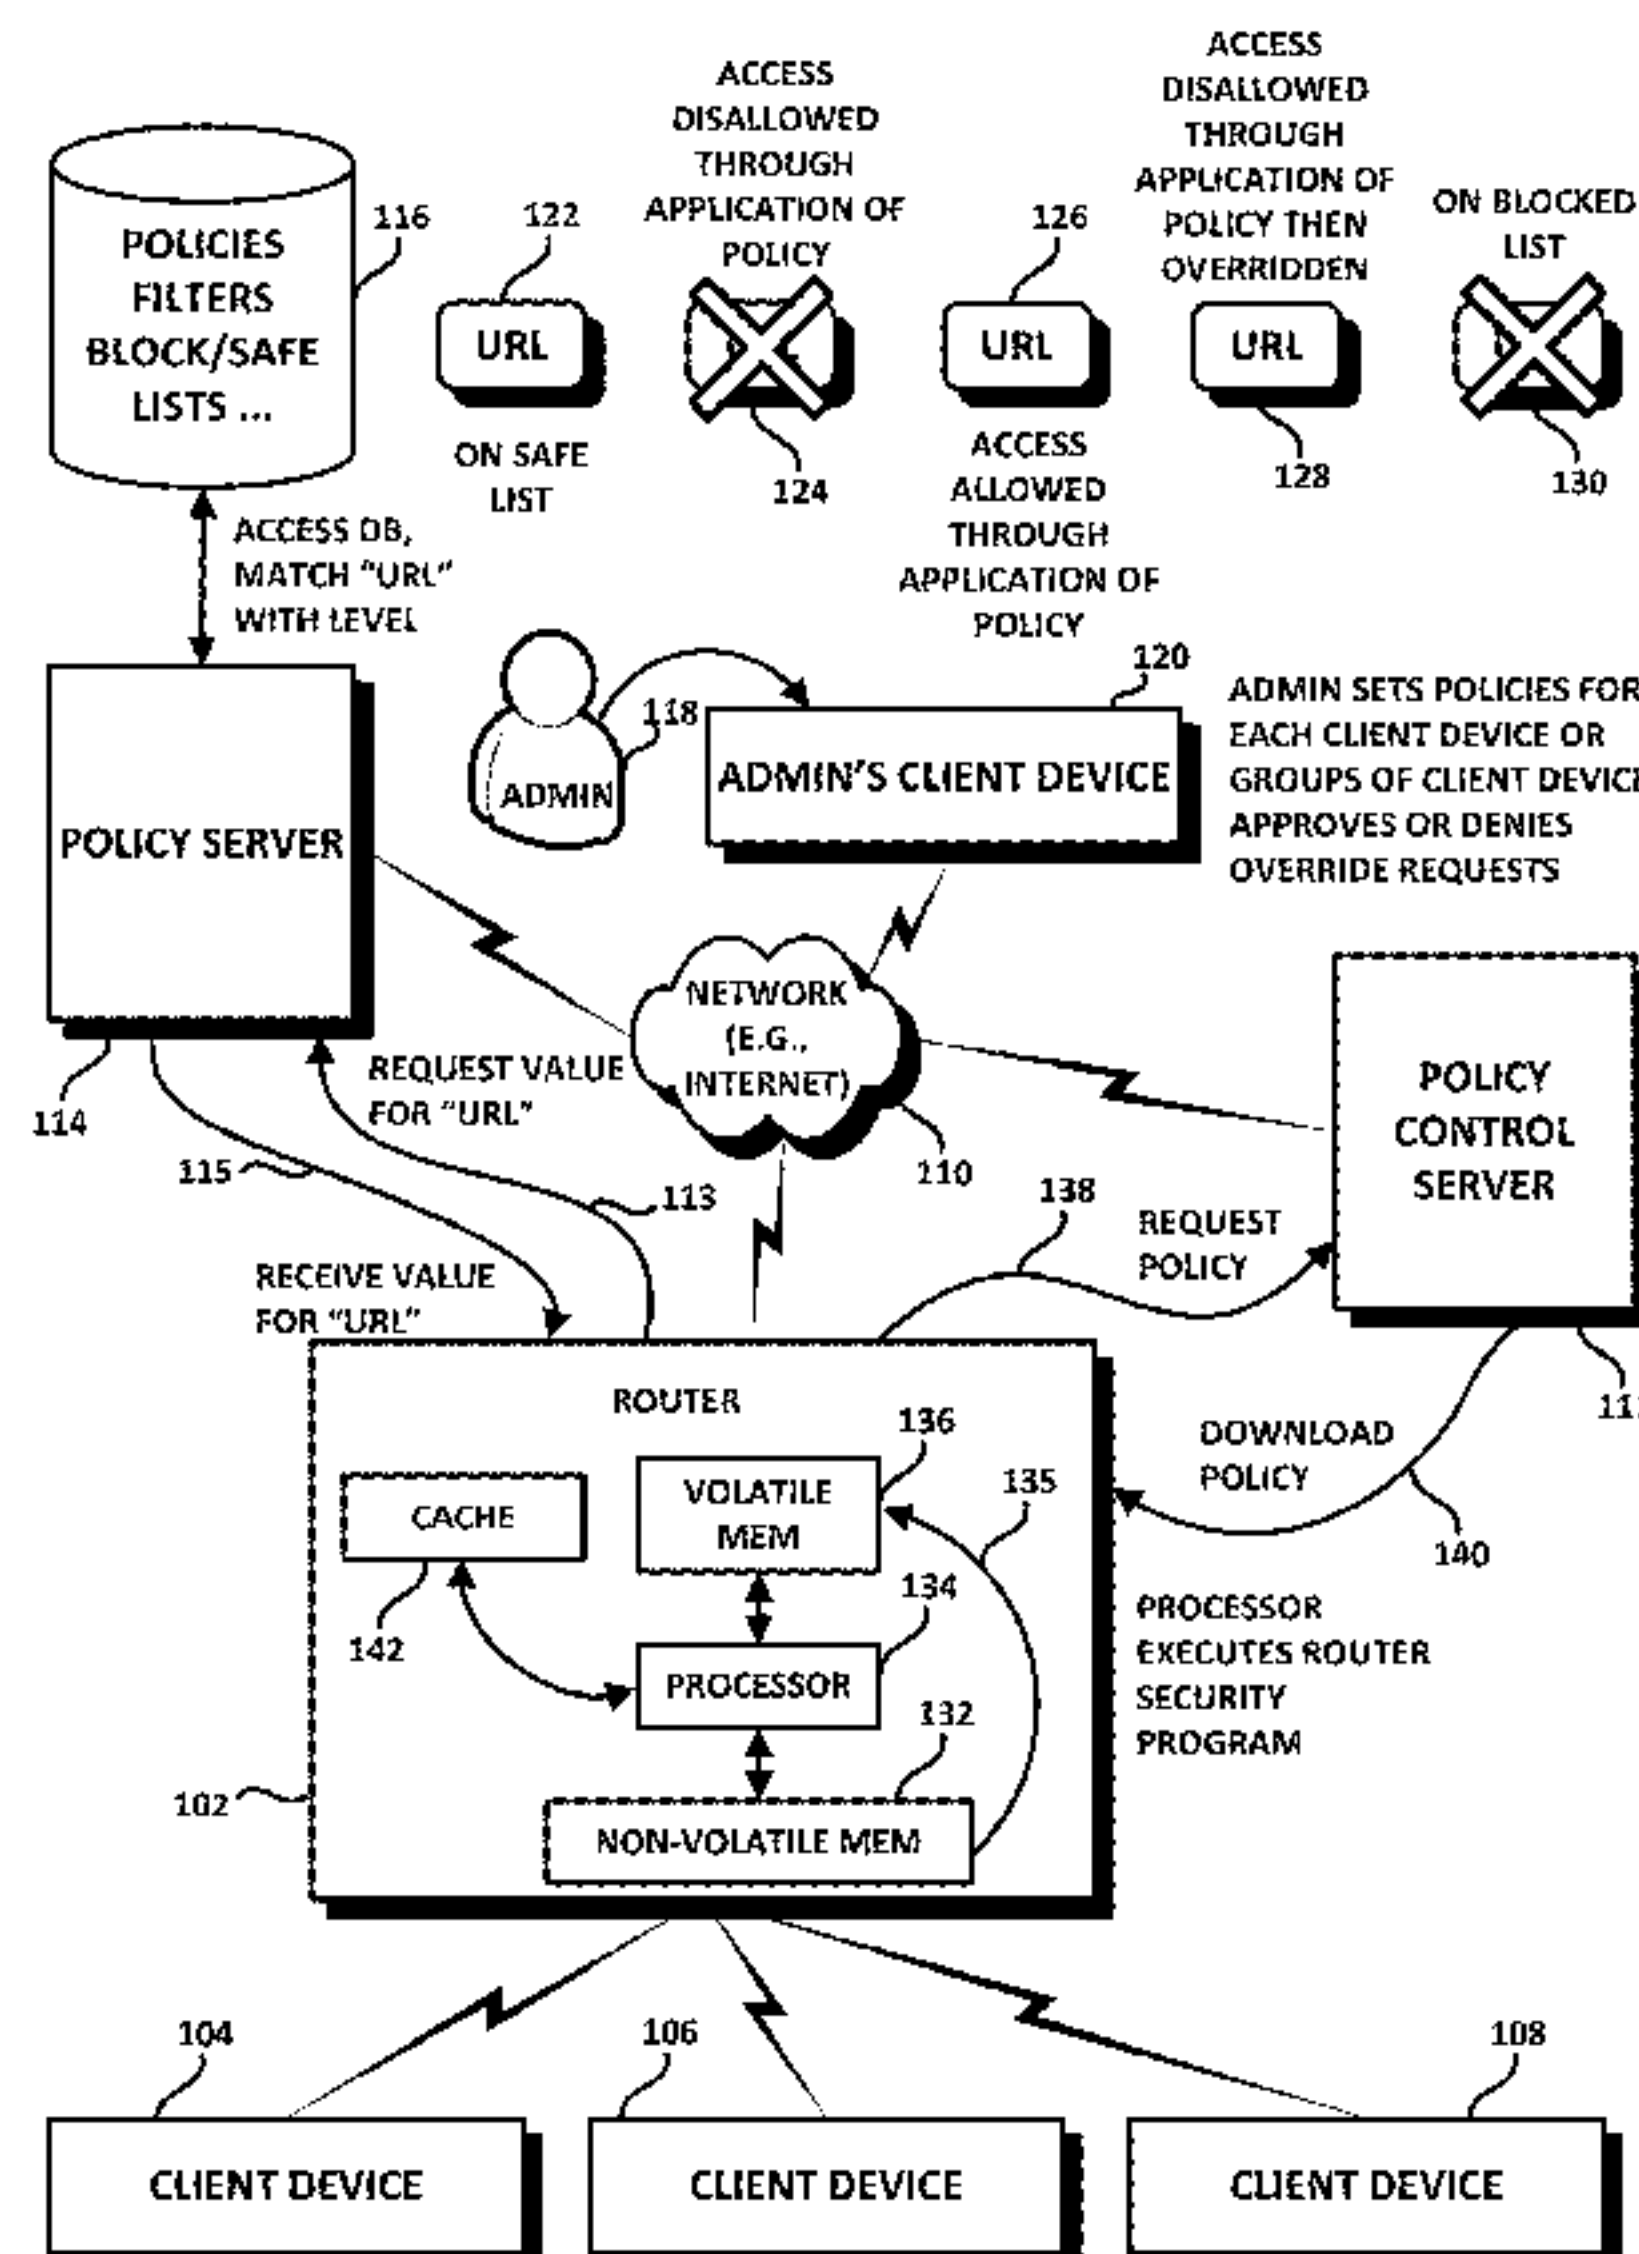 ACCESS
DISALLOWED
THROUGH
APPLICATION OF
POLICY
ACCESS
DISALLOWED
THROUGH
APPLICATION OF
POLICY THEN
OVERRIDDEN
ON BLOCKED
LIST
POLICIES
FILTERS
BLOCK/SAFE
LISTS ...
116
122
126
URL
URL
URL
ON SAFE
LIST
124
ACCESS
ALLOWED
THROUGH
APPLICATION OF
POLICY
128
130
ACCESS DB,
MATCH "URL"
WITH LEVEL
118
ADMIN
120
ADMIN'S CLIENT DEVICE
ADMIN SETS POLICIES FOR
EACH CLIENT DEVICE OR
GROUPS OF CLIENT DEVICE
APPROVES OR DENIES
OVERRIDE REQUESTS
POLICY SERVER
NETWORK
(E.G.,
INTERNET)
110
POLICY
CONTROL
SERVER
114
REQUEST VALUE
FOR "URL"
115
113
138
REQUEST
POLICY
RECEIVE VALUE
FOR "URL"
ROUTER
136
VOLATILE
MEM
135
CACHE
DOWNLOAD
POLICY
140
142
134
PROCESSOR
PROCESSOR
EXECUTES ROUTER
SECURITY
PROGRAM
132
102
NON-VOLATILE MEM
104
106
108
CLIENT DEVICE
CLIENT DEVICE
CLIENT DEVICE